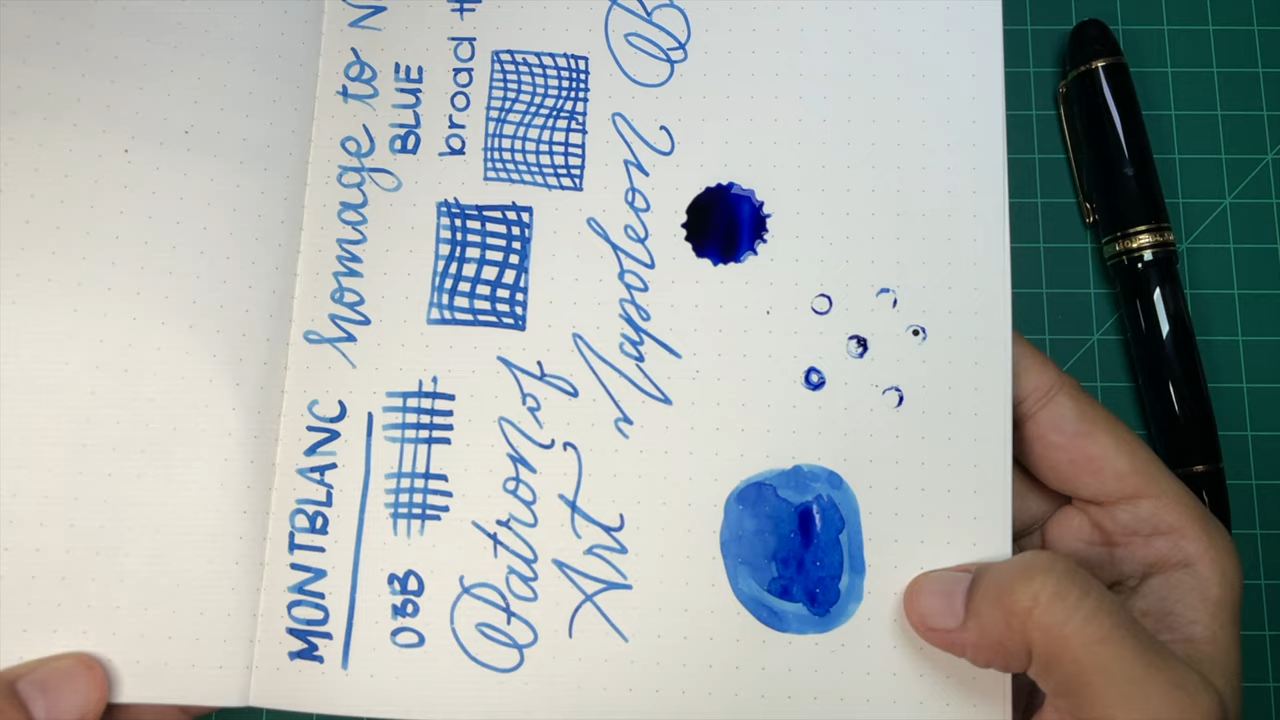 MONTBLANC homage to N
BLUE
03B broad
Patron of
Art Napoleon B